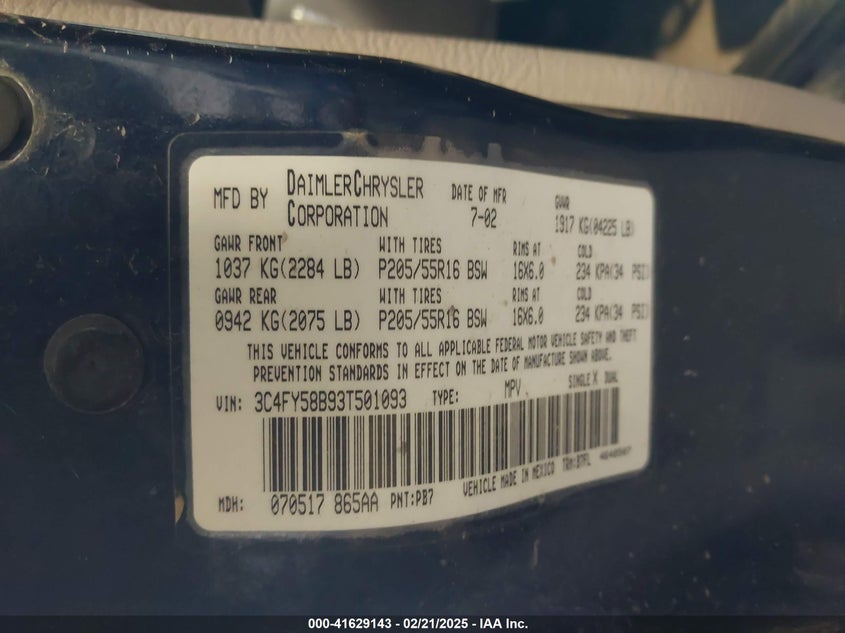 MFD BY DAIMLERCHRYSLER CORPORATION
DATE OF MFR 7-02
GVWR 1917 KG(04225 LB)
GAWR FRONT WITH TIRES RIMS AT COLD
1037 KG(2284 LB) P205/55R16 BSW 16X6.0 234 KPA(34 PSI)
GAWR REAR WITH TIRES RIMS AT COLD
0942 KG(2075 LB) P205/55R16 BSW 16X6.0 234 KPA(34 PSI)
THIS VEHICLE CONFORMS TO ALL APPLICABLE FEDERAL MOTOR VEHICLE SAFETY AND THEFT
PREVENTION STANDARDS IN EFFECT ON THE DATE OF MANUFACTURE SHOWN ABOVE.
VIN: 3C4FY58B93T501093 TYPE: MPV SINGLE X DUAL
MDH: 070517 865AA PNT:PB7 VEHICLE MADE IN MEXICO TRM:BTFL
000-41629143 - 02/21/2025 - IAA Inc.